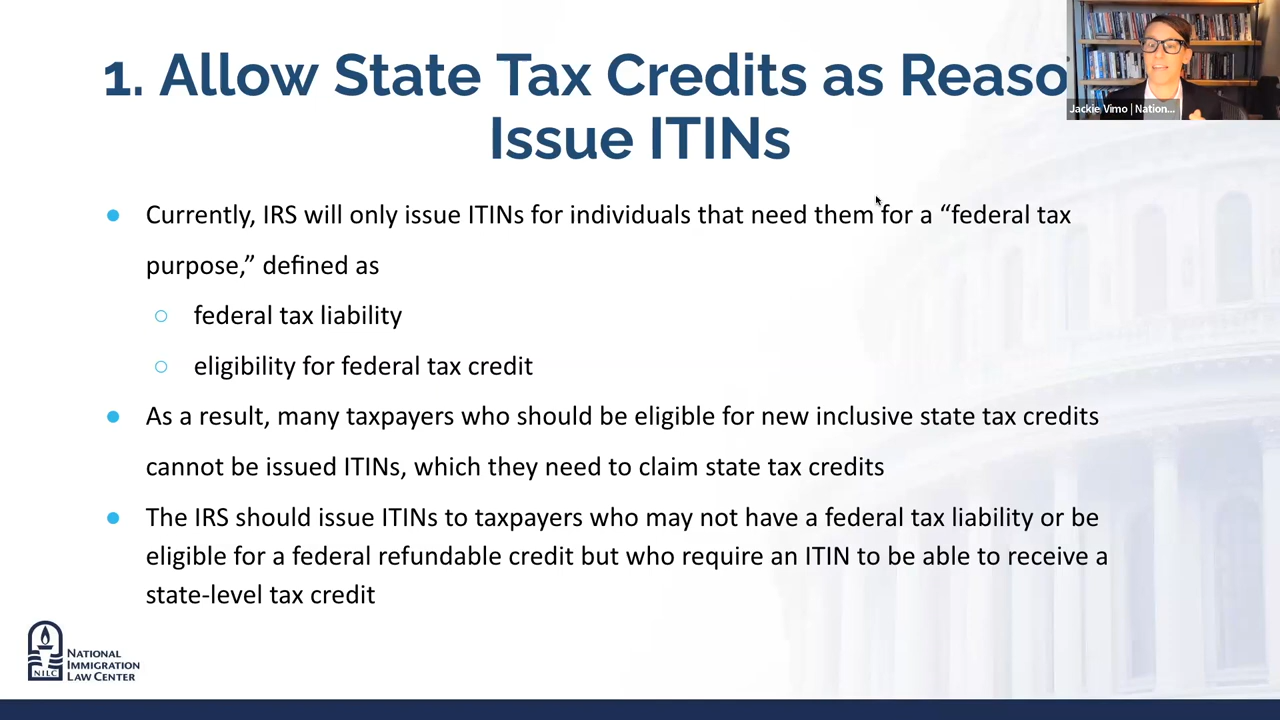 1. Allow State Tax Credits as Reaso
Issue ITINs
Jackie Vimo | Nation...
● Currently, IRS will only issue ITINs for individuals that need them for a “federal tax
purpose,” defined as
○ federal tax liability
○ eligibility for federal tax credit
● As a result, many taxpayers who should be eligible for new inclusive state tax credits
cannot be issued ITINs, which they need to claim state tax credits
● The IRS should issue ITINs to taxpayers who may not have a federal tax liability or be
eligible for a federal refundable credit but who require an ITIN to be able to receive a
state-level tax credit
NILC
NATIONAL
IMMIGRATION
LAW CENTER